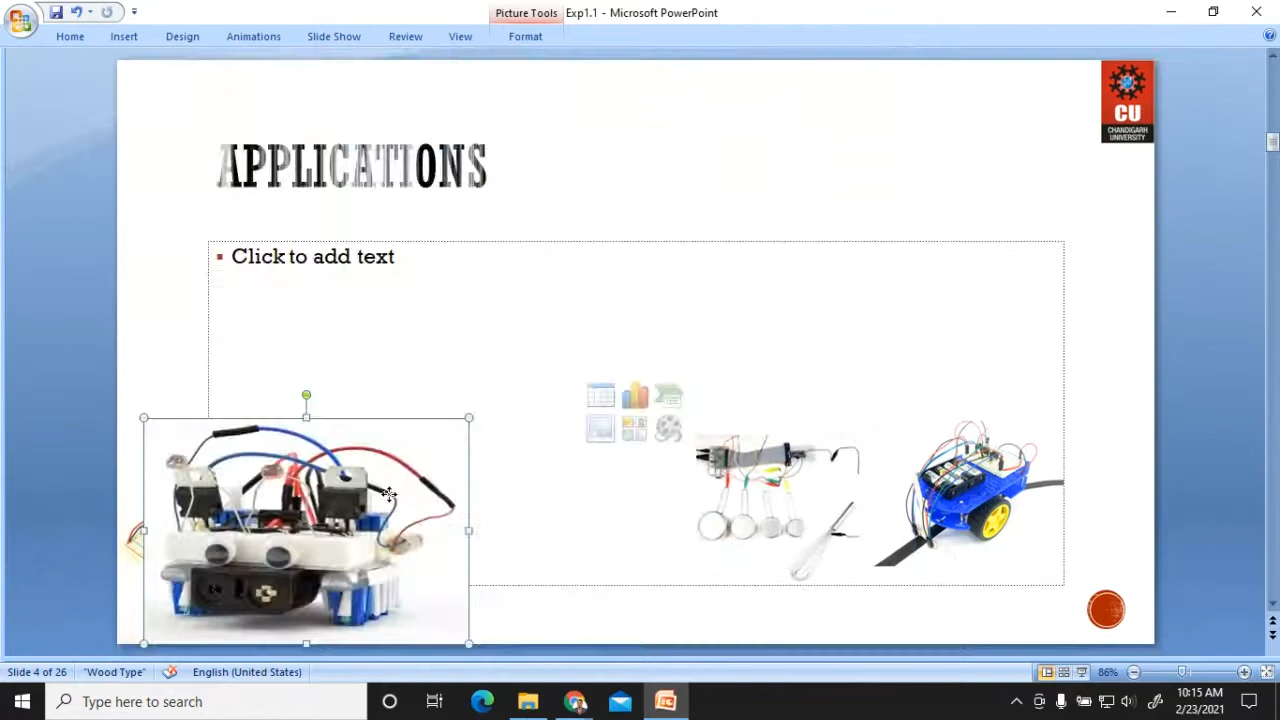 Picture Tools
Exp1.1 - Microsoft PowerPoint
Home
Insert
Design
Animations
Slide Show
Review
View
Format
CU
CHANDIGARH
UNIVERSITY
APPLICATIONS
▪ Click to add text
Slide 4 of 26
"Wood Type"
English (United States)
86%
Type here to search
10:15 AM
2/23/2021